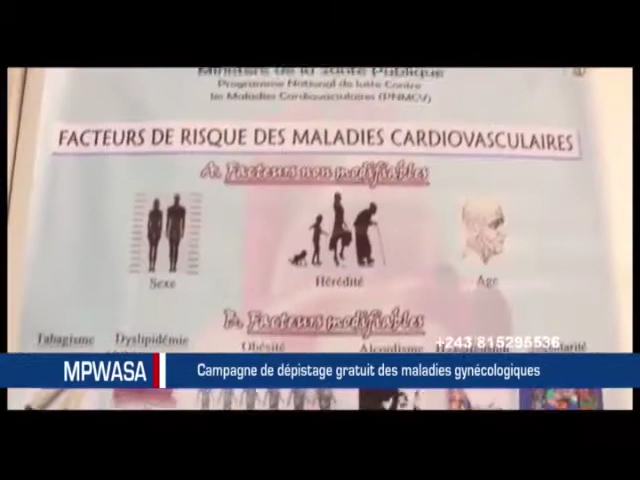 Ministère de la Santé Publique
Programme National de lutte Contre
les Maladies Cardiovasculaires (PNMCV)
FACTEURS DE RISQUE DES MALADIES CARDIOVASCULAIRES
A. Facteurs non modifiables
Sexe
Hérédité
Age
B. Facteurs modifiables
Tabagisme
Dyslipidémie
Obésité
Alcoolisme
+243 815295536
MPWASA
Campagne de dépistage gratuit des maladies gynécologiques